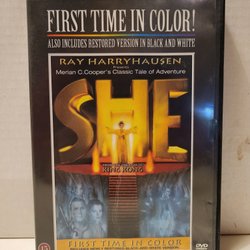 FIRST TIME IN COLOR!
ALSO INCLUDES RESTORED VERSION IN BLACK AND WHITE
RAY HARRYHAUSEN
Presents
Merian C. Cooper's Classic Tale of Adventure
SHE
KING KONG
FIRST TIME IN COLOR
DVD